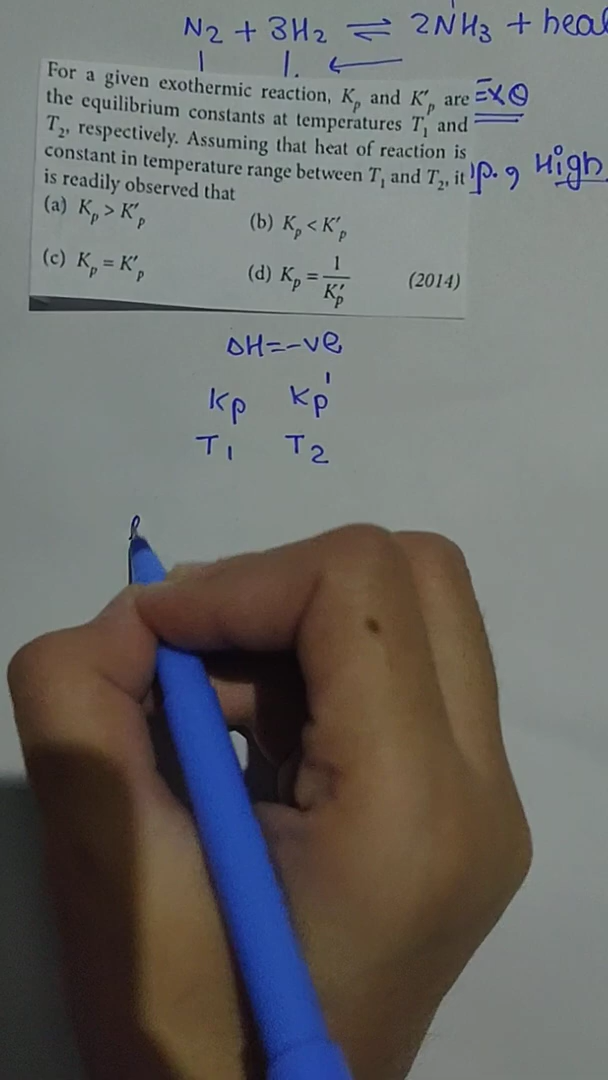 N2 + 3H2 ⇌ 2NH3 + heat
For a given exothermic reaction, Kp and K′p are
the equilibrium constants at temperatures T1 and
T2, respectively. Assuming that heat of reaction is
constant in temperature range between T1 and T2, it
is readily observed that
EXO
High
(a) Kp > K′p
(b) Kp < K′p
(c) Kp = K′p
(d) Kp = 1/K′p (2014)
ΔH=-ve
Kp Kp'
T1 T2